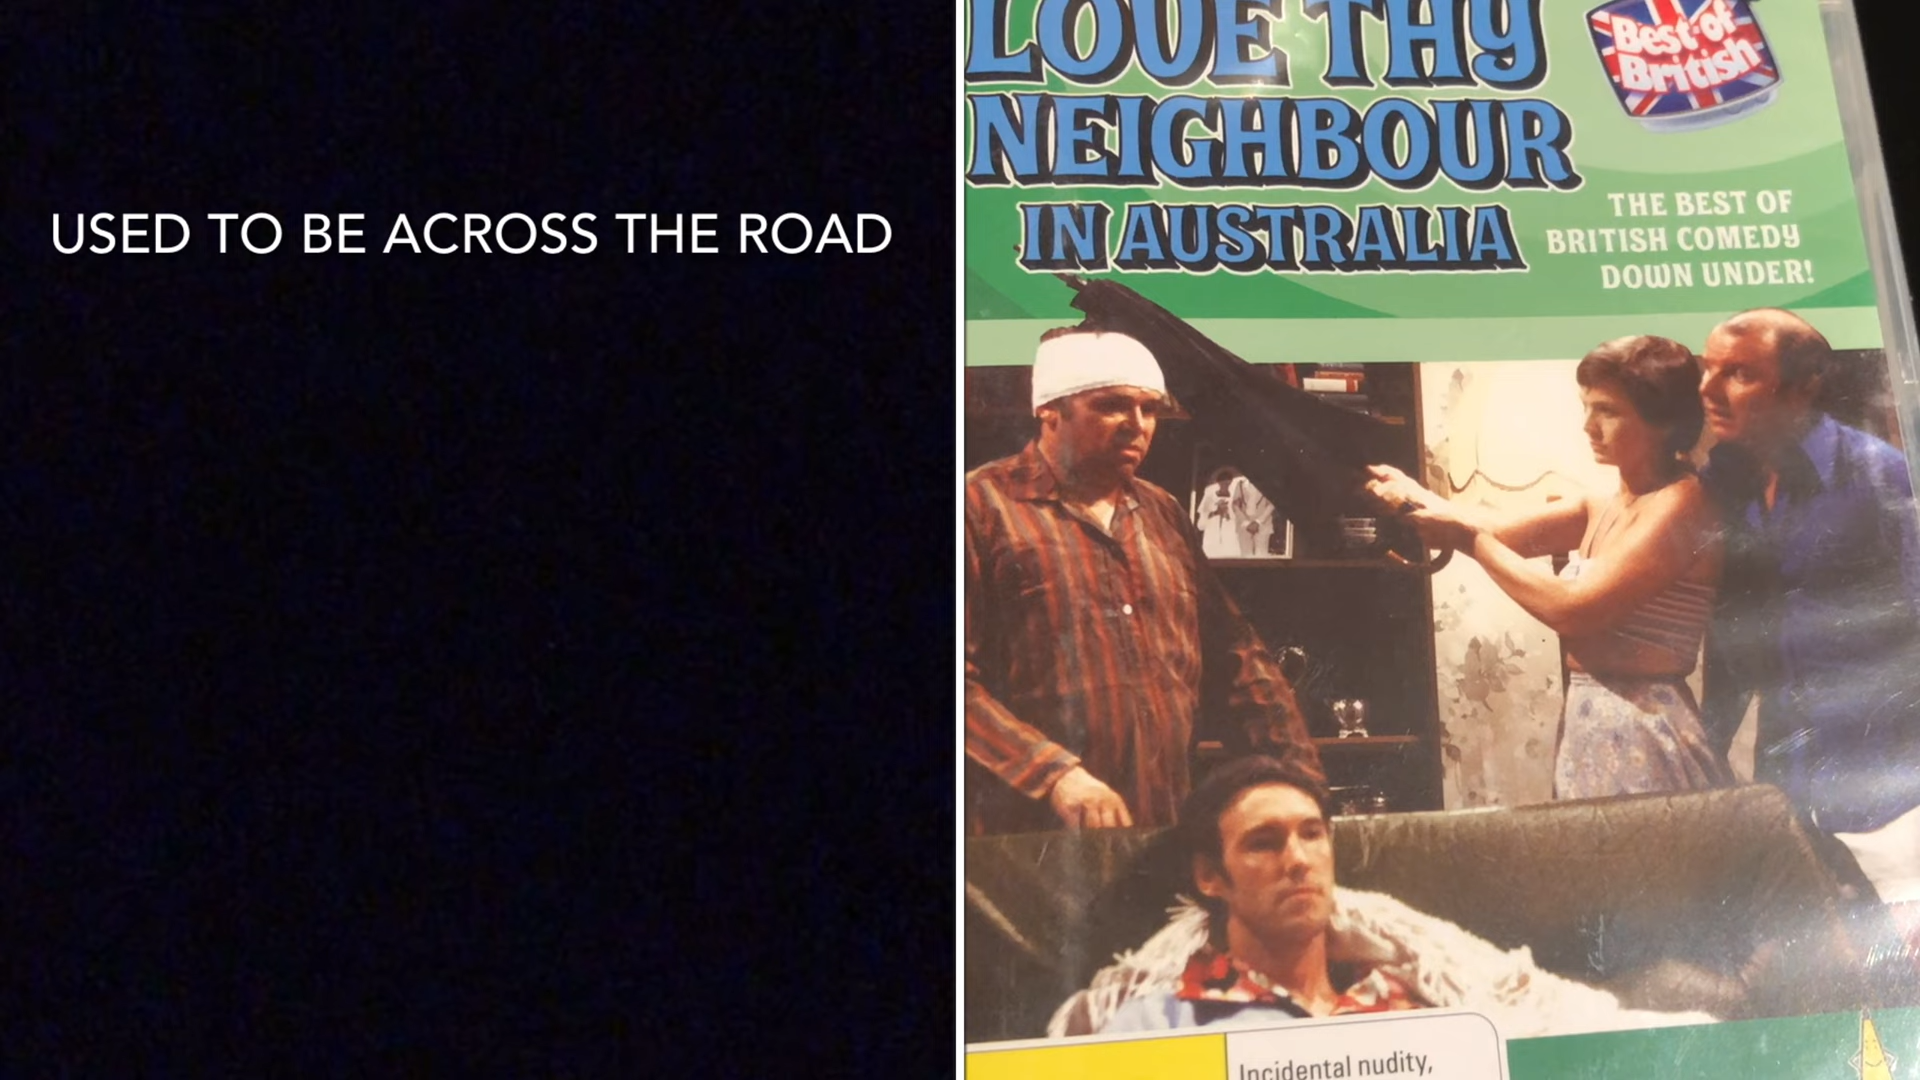 USED TO BE ACROSS THE ROAD
LOVE THY
NEIGHBOUR
IN AUSTRALIA
Best of
British
THE BEST OF
BRITISH COMEDY
DOWN UNDER!
Incidental nudity,